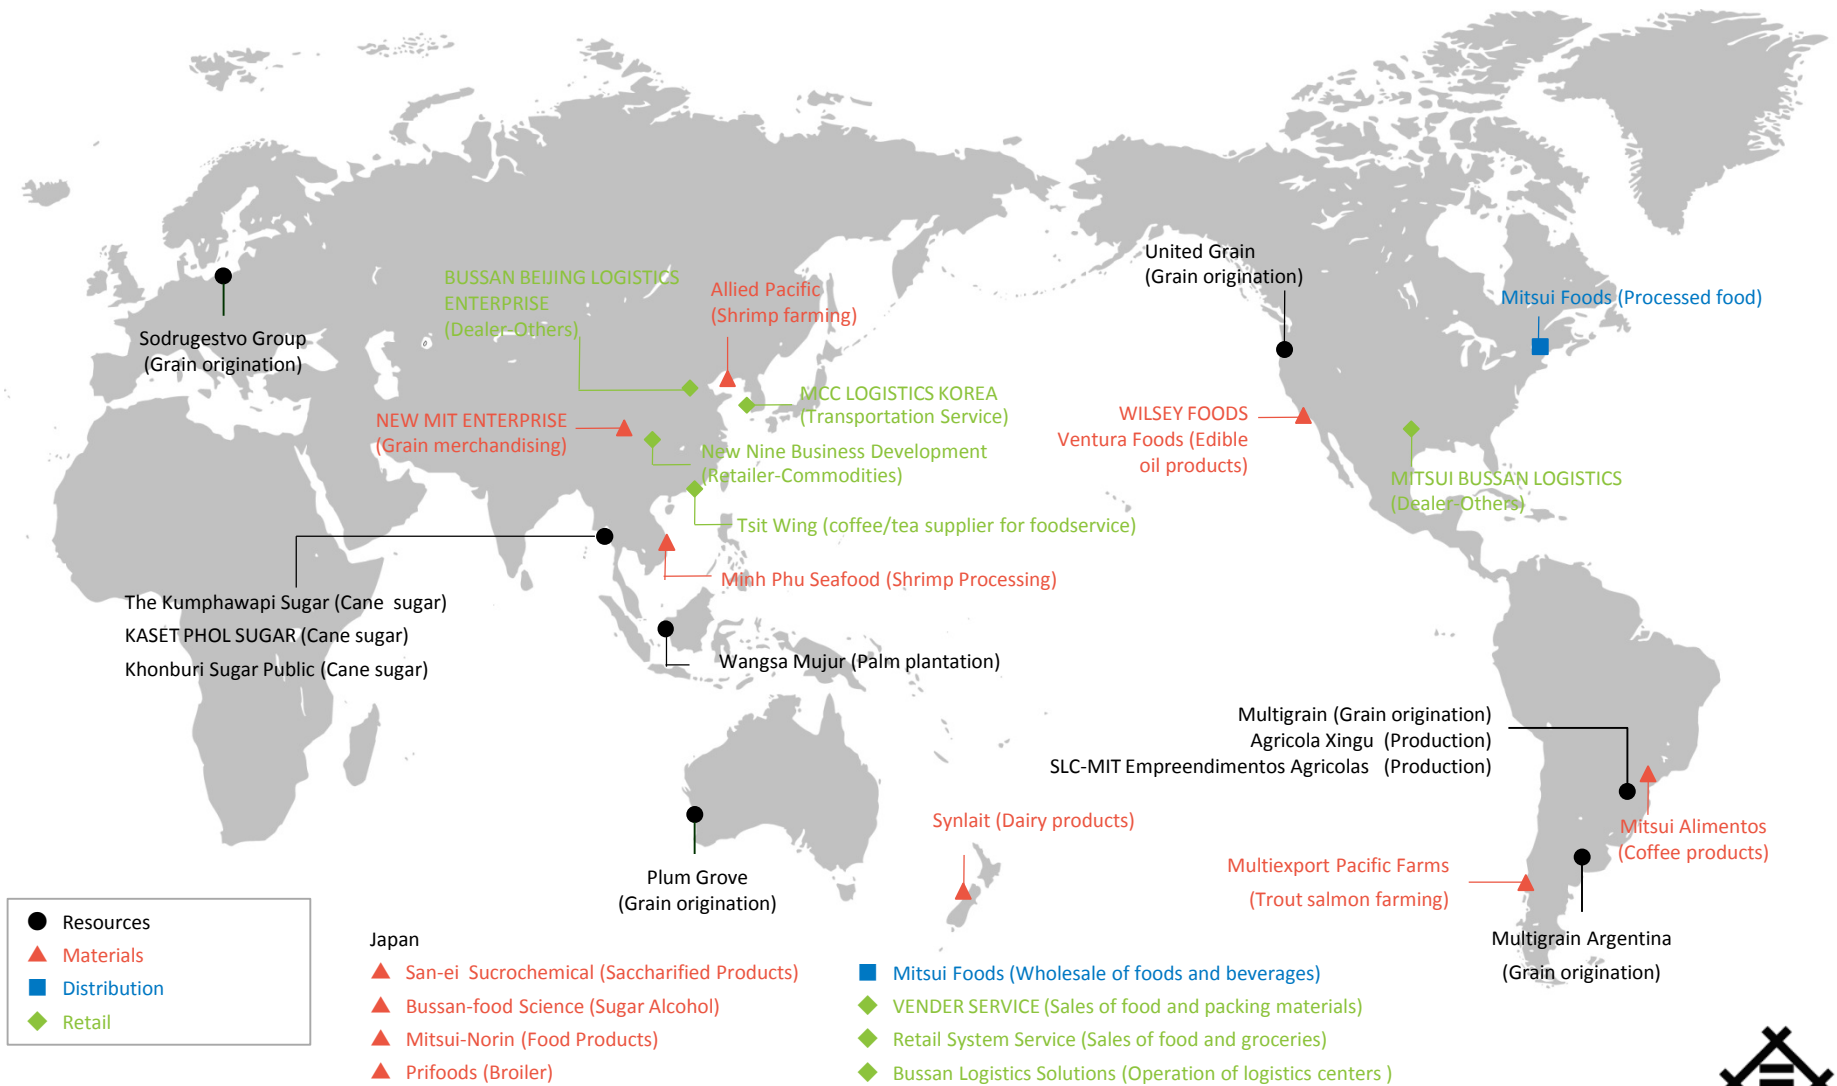 United Grain
(Grain origination)
BUSSAN BEIJING LOGISTICS
ENTERPRISE
(Dealer-Others)
Allied Pacific
(Shrimp farming)
Mitsui Foods (Processed food)
Sodrugestvo Group
(Grain origination)
MCC LOGISTICS KOREA
(Transportation Service)
NEW MIT ENTERPRISE
(Grain merchandising)
WILSEY FOODS
Ventura Foods (Edible
oil products)
New Nine Business Development
(Retailer-Commodities)
MITSUI BUSSAN LOGISTICS
(Dealer-Others)
Tsit Wing (coffee/tea supplier for foodservice)
Minh Phu Seafood (Shrimp Processing)
The Kumphawapi Sugar (Cane sugar)
KASET PHOL SUGAR (Cane sugar)
Khonburi Sugar Public (Cane sugar)
Wangsa Mujur (Palm plantation)
Multigrain (Grain origination)
Agricola Xingu (Production)
SLC-MIT Empreendimentos Agricolas (Production)
Synlait (Dairy products)
Mitsui Alimentos
(Coffee products)
Plum Grove
(Grain origination)
Multiexport Pacific Farms
(Trout salmon farming)
Multigrain Argentina
(Grain origination)
Resources
Materials
Distribution
Retail
Japan
San-ei Sucrochemical (Saccharified Products)
Bussan-food Science (Sugar Alcohol)
Mitsui-Norin (Food Products)
Prifoods (Broiler)
Mitsui Foods (Wholesale of foods and beverages)
VENDER SERVICE (Sales of food and packing materials)
Retail System Service (Sales of food and groceries)
Bussan Logistics Solutions (Operation of logistics centers )